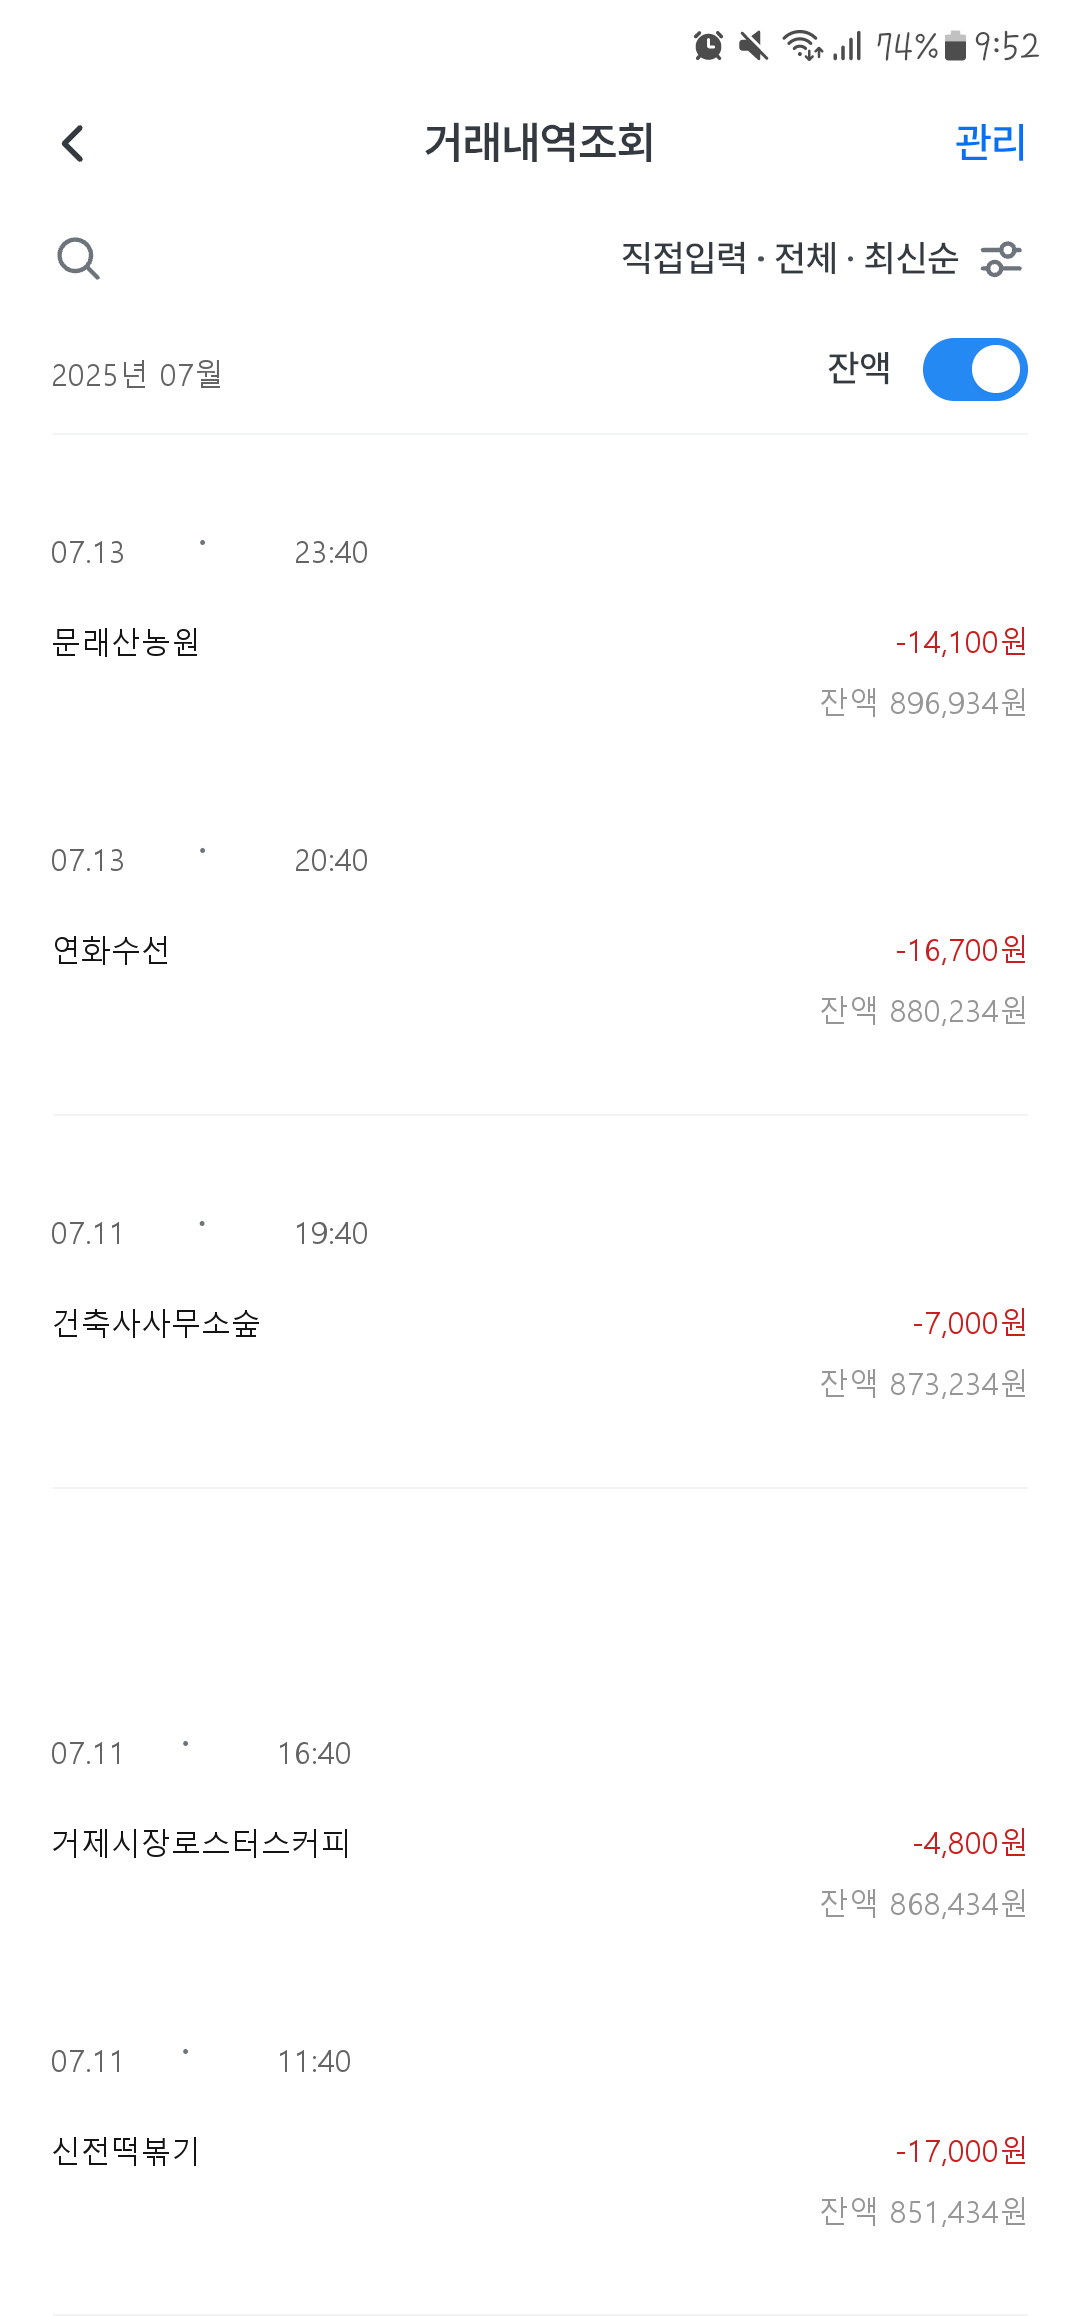 74% 9:52
거래내역조회 관리
직접입력 · 전체 · 최신순
2025년 07월 잔액
07.13 · 23:40
문래산농원 -14,100원
잔액 896,934원
07.13 · 20:40
연화수선 -16,700원
잔액 880,234원
07.11 · 19:40
건축사사무소숲 -7,000원
잔액 873,234원
07.11 · 16:40
거제시장로스터스커피 -4,800원
잔액 868,434원
07.11 · 11:40
신전떡볶기 -17,000원
잔액 851,434원